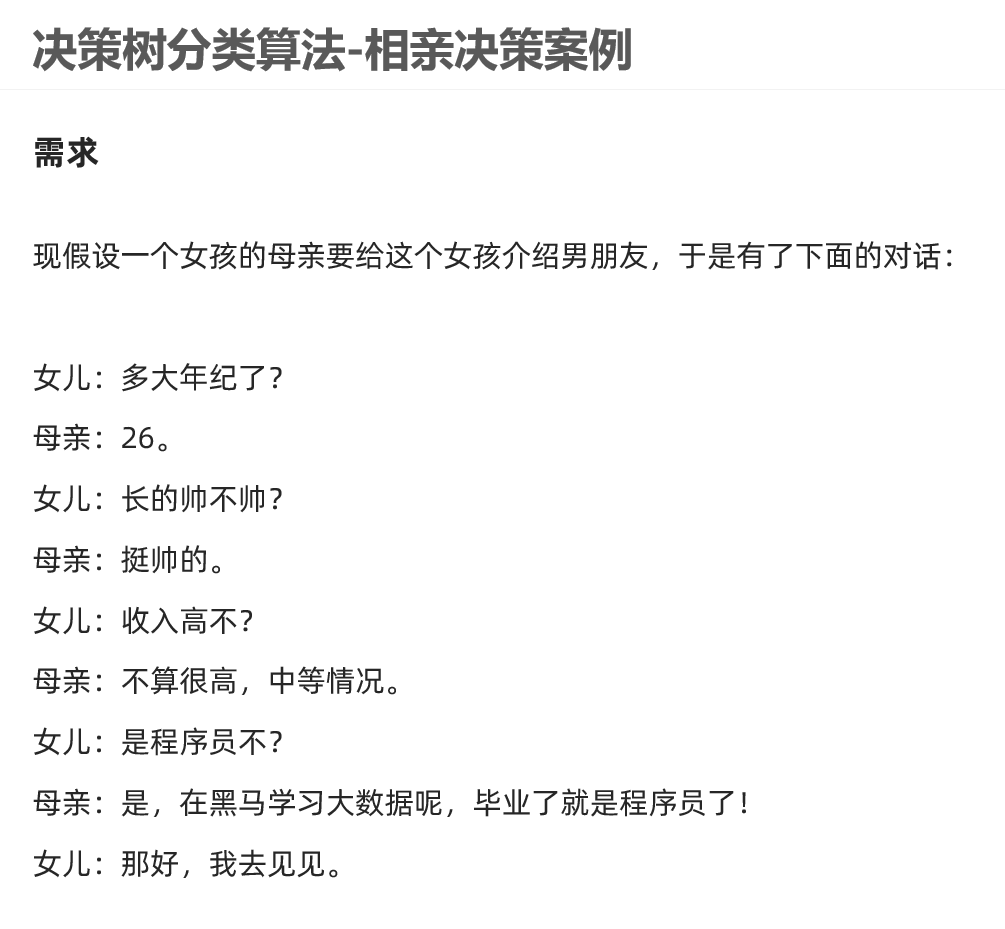 决策树分类算法-相亲决策案例
需求
现假设一个女孩的母亲要给这个女孩介绍男朋友，于是有了下面的对话：
女儿：多大年纪了？
母亲：26。
女儿：长的帅不帅？
母亲：挺帅的。
女儿：收入高不？
母亲：不算很高，中等情况。
女儿：是程序员不？
母亲：是，在黑马学习大数据呢，毕业了就是程序员了！
女儿：那好，我去见见。